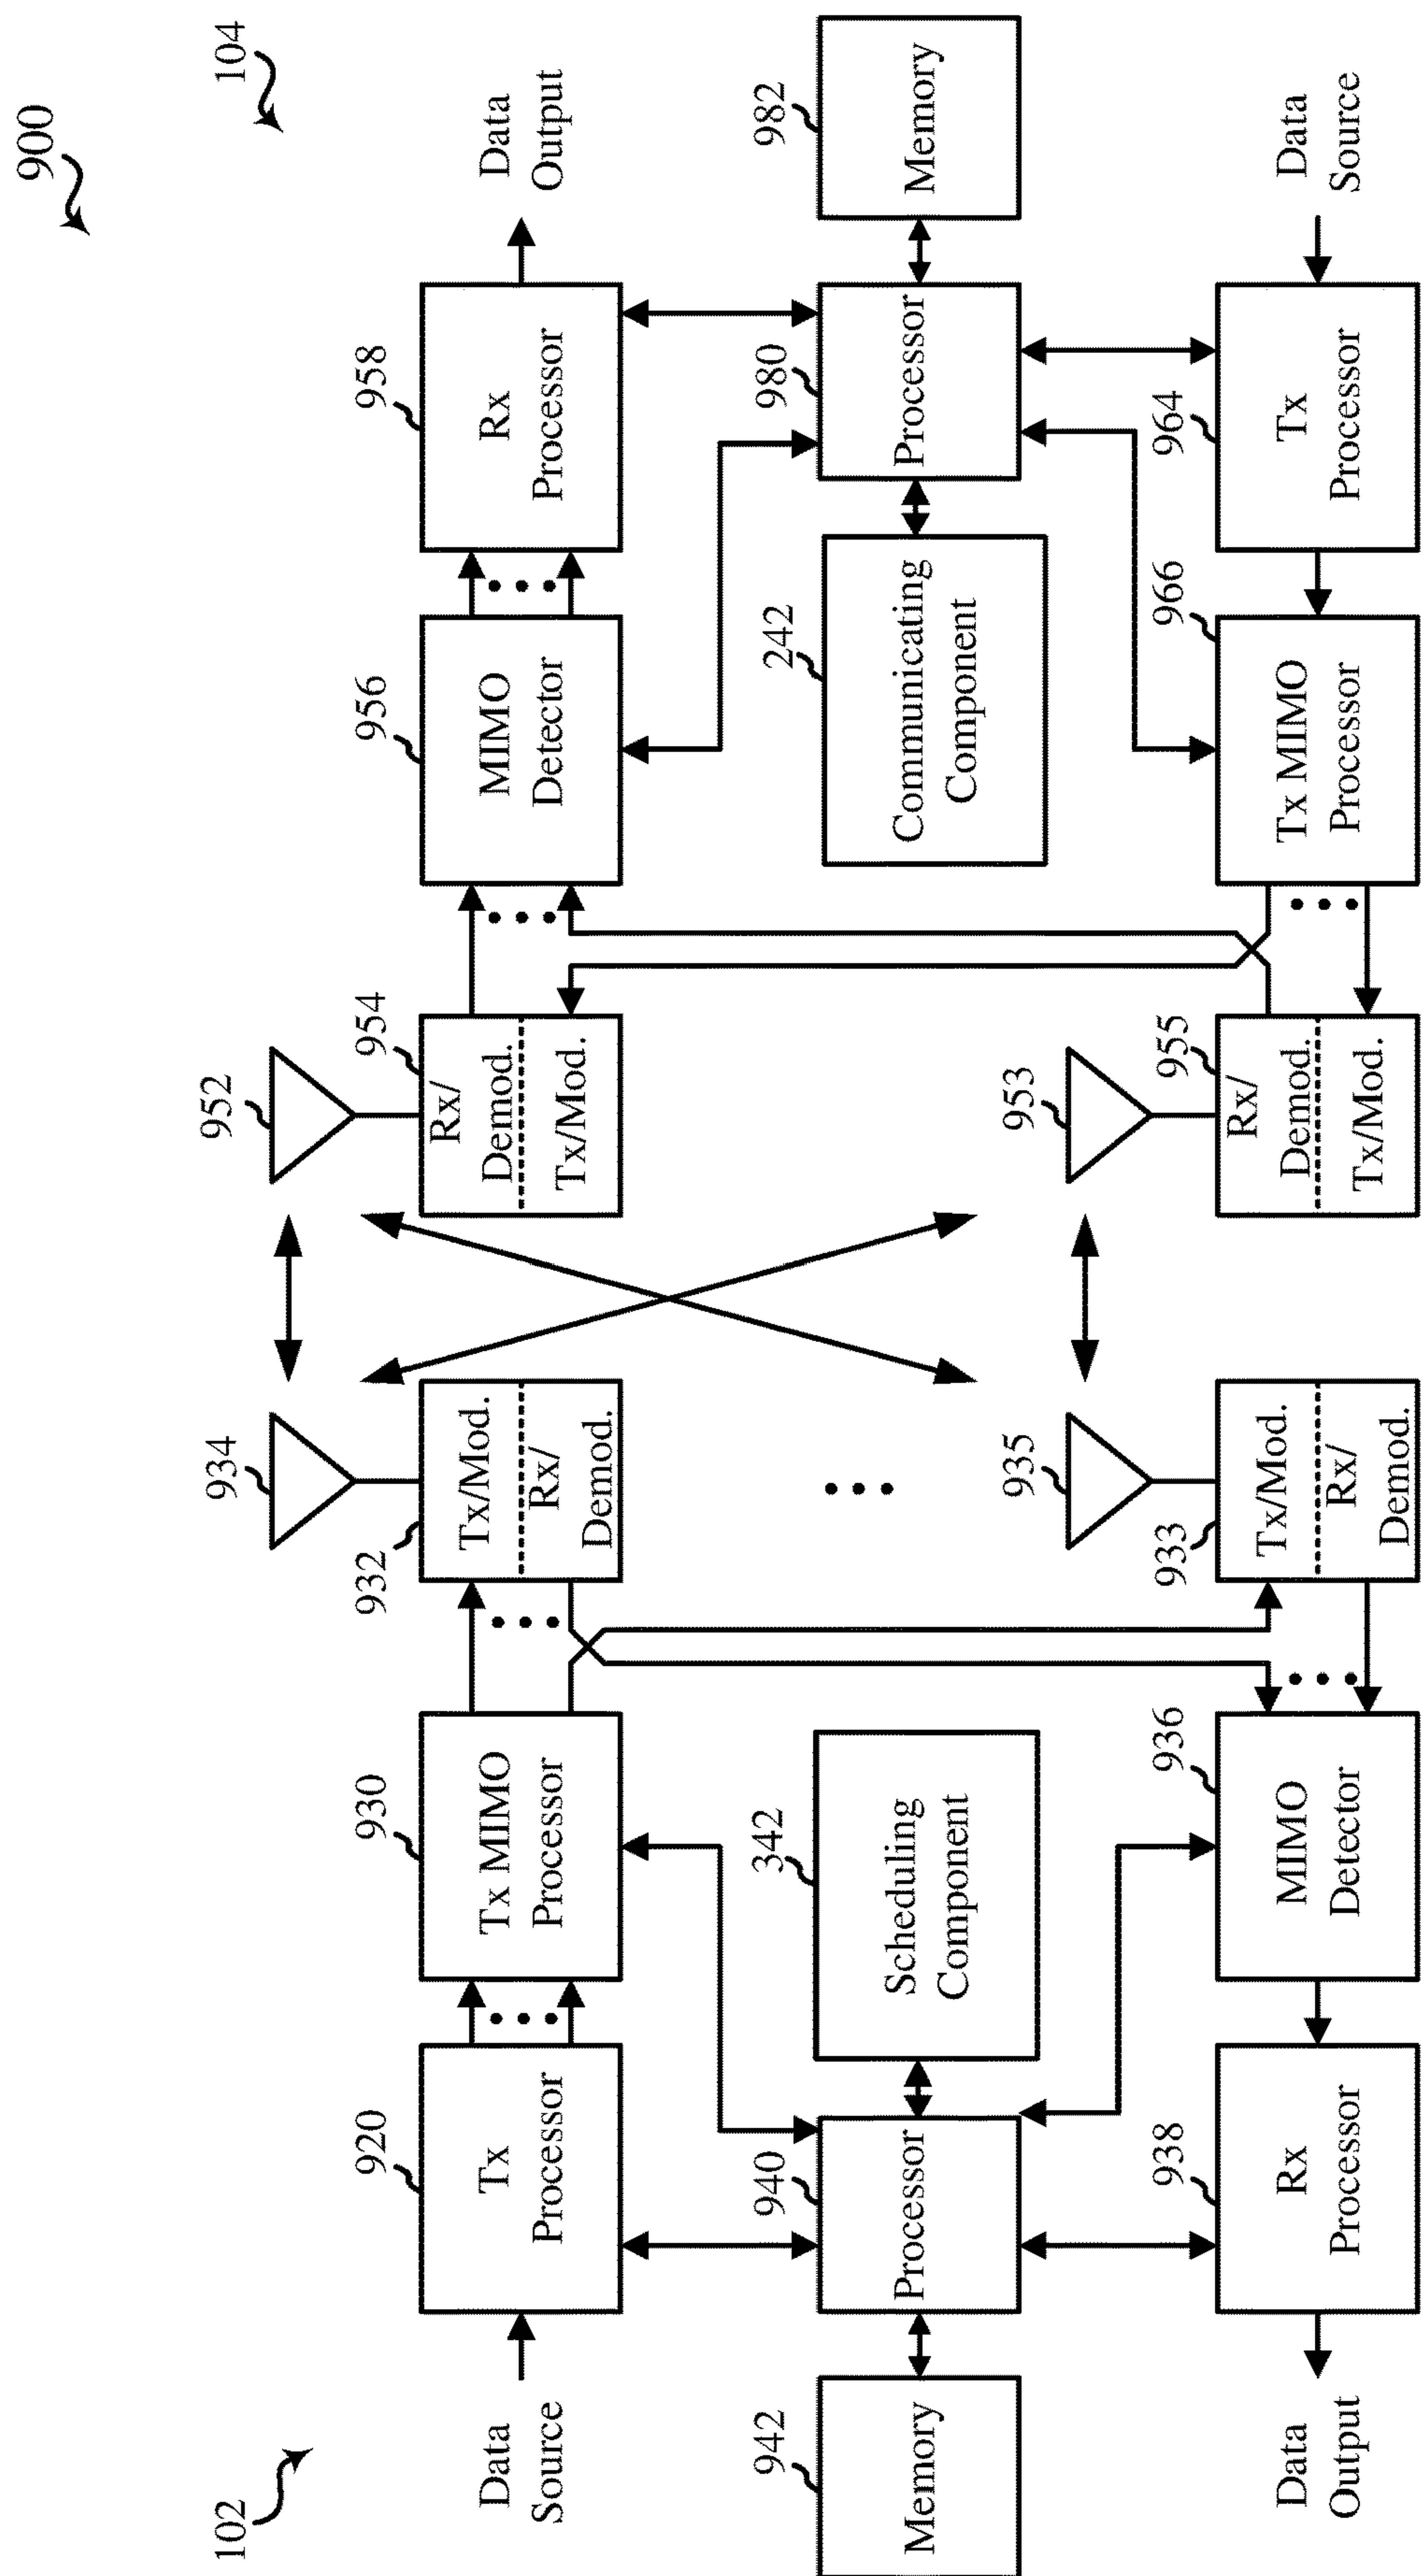 900
102
104
934
952
Data
Source
920
Tx
Processor
930
Tx MIMO
Processor
932
Tx/Mod.
Rx/
Demod.
954
Rx/
Demod.
Tx/Mod.
956
MIMO
Detector
958
Rx
Processor
Data
Output
942
Memory
940
Processor
342
Scheduling
Component
242
Communicating
Component
980
Processor
982
Memory
935
953
Data
Output
938
Rx
Processor
936
MIMO
Detector
933
Tx/Mod.
Rx/
Demod.
955
Rx/
Demod.
Tx/Mod.
966
Tx MIMO
Processor
964
Tx
Processor
Data
Source